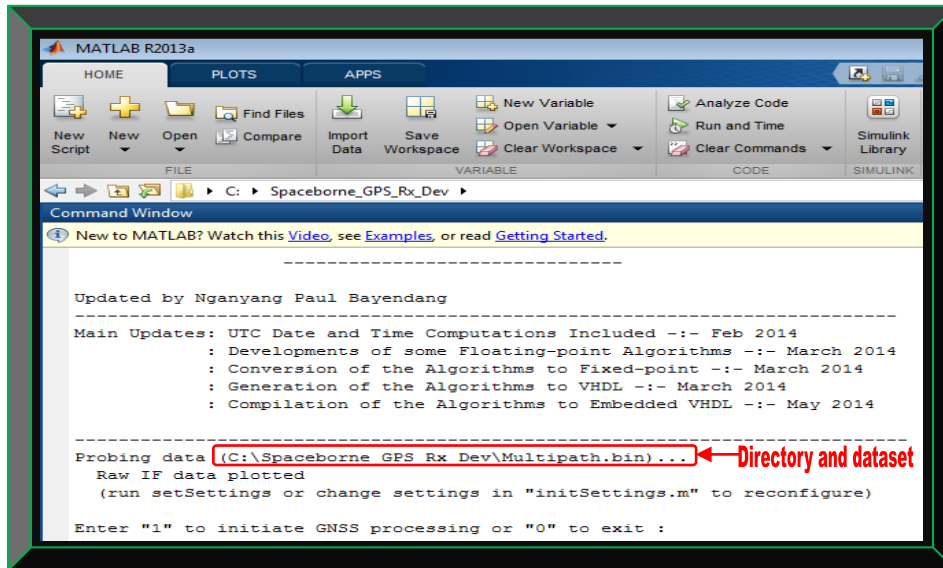 MATLAB R2013a
HOME PLOTS APPS
New Script
New
Open
Find Files
Compare
Import Data
Save Workspace
New Variable
Open Variable
Clear Workspace
Analyze Code
Run and Time
Clear Commands
Simulink Library
FILE VARIABLE CODE SIMULINK
C: Spaceborne_GPS_Rx_Dev
Command Window
New to MATLAB? Watch this Video, see Examples, or read Getting Started.
-------------------------------
Updated by Nganyang Paul Bayendang
---------------------------------------------------------------------------
Main Updates: UTC Date and Time Computations Included -:- Feb 2014
: Developments of some Floating-point Algorithms -:- March 2014
: Conversion of the Algorithms to Fixed-point -:- March 2014
: Generation of the Algorithms to VHDL -:- March 2014
: Compilation of the Algorithms to Embedded VHDL -:- May 2014
----------------------------------------------------------------------------
Probing data (C:\Spaceborne_GPS_Rx_Dev\Multipath.bin)... Directory and dataset
Raw IF data plotted
(run setSettings or change settings in "initSettings.m" to reconfigure)
Enter "1" to initiate GNSS processing or "0" to exit :